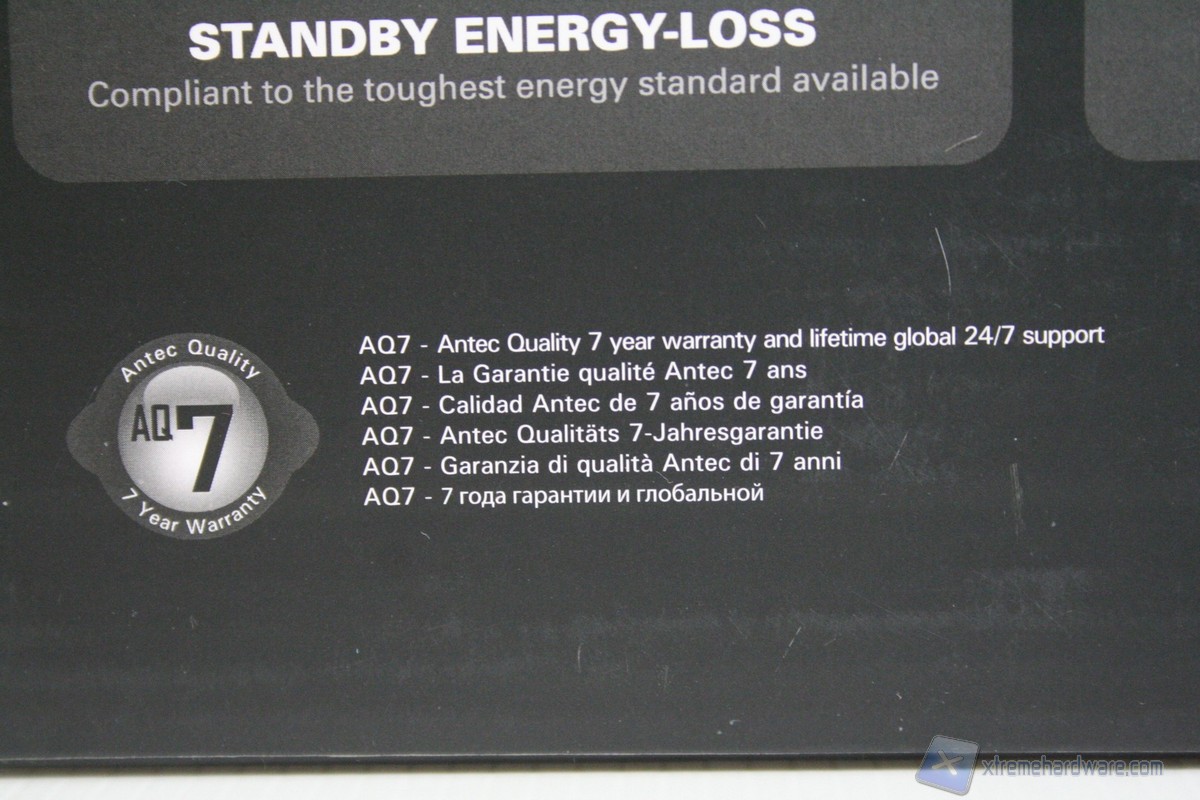 STANDBY ENERGY-LOSS
Compliant to the toughest energy standard available
Antec Quality
AQ7
7 Year Warranty
AQ7 - Antec Quality 7 year warranty and lifetime global 24/7 support
AQ7 - La Garantie qualité Antec 7 ans
AQ7 - Calidad Antec de 7 años de garantía
AQ7 - Antec Qualitäts 7-Jahresgarantie
AQ7 - Garanzia di qualità Antec di 7 anni
AQ7 - 7 года гарантии и глобальной
xtremehardware.com